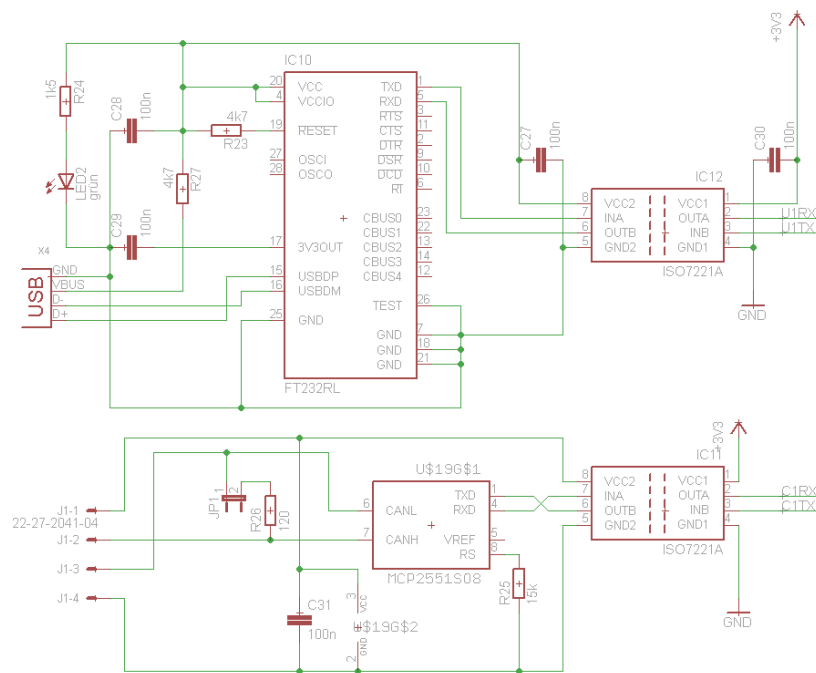 +3V3
IC10
1k5
R24
C28
100n
4k7
R23
4k7
R27
LED2
grün
C29
100n
20 VCC
4 VCCIO
19 RESET
27 OSCI
28 OSCO
17 3V3OUT
15 USBDP
16 USBDM
25 GND
TXD 1
RXD 5
RTS 3
CTS 11
DTR 2
DSR 9
DCD 10
RI 6
CBUS0 23
CBUS1 22
CBUS2 13
CBUS3 14
CBUS4 12
TEST 26
GND 7
GND 18
GND 21
FT232RL
X4
USB
GND
VBUS
D-
D+
C27
100n
C30
100n
IC12
8 VCC2 VCC1 1
7 INA OUTA 2
6 OUTB INB 3
5 GND2 GND1 4
ISO7221A
U1RX
U1TX
GND
+3V3
IC11
8 VCC2 VCC1 1
7 INA OUTA 2
6 OUTB INB 3
5 GND2 GND1 4
ISO7221A
C1RX
C1TX
GND
U$19G$1
6 CANL
7 CANH
TXD 1
RXD 4
VREF 5
RS 8
MCP2551S08
JP1
1
2
R26
120
R25
15k
J1-1
22-27-2041-04
J1-2
J1-3
J1-4
C31
100n
3 VCC
U$19G$2
2 GND